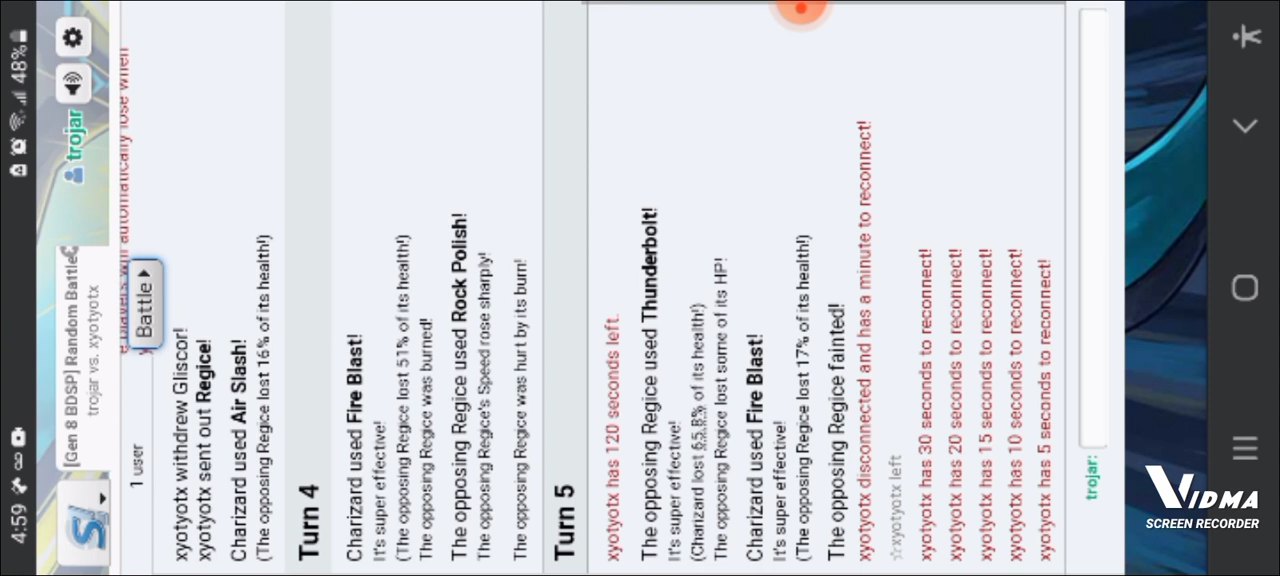 4:59
48%
[Gen 8 BDSP] Random Battle
trojar vs. xyotyotx
trojar
1 user
players will automatically lose when
Battle
xyotyotx withdrew Gliscor!
xyotyotx sent out Regice!
Charizard used Air Slash!
(The opposing Regice lost 16% of its health!)
Turn 4
Charizard used Fire Blast!
It's super effective!
(The opposing Regice lost 51% of its health!)
The opposing Regice was burned!
The opposing Regice used Rock Polish!
The opposing Regice's Speed rose sharply!
The opposing Regice was hurt by its burn!
Turn 5
xyotyotx has 120 seconds left.
The opposing Regice used Thunderbolt!
It's super effective!
(Charizard lost 65.8% of its health!)
The opposing Regice lost some of its HP!
Charizard used Fire Blast!
It's super effective!
(The opposing Regice lost 17% of its health!)
The opposing Regice fainted!
xyotyotx disconnected and has a minute to reconnect!
☆xyotyotx left
xyotyotx has 30 seconds to reconnect!
xyotyotx has 20 seconds to reconnect!
xyotyotx has 15 seconds to reconnect!
xyotyotx has 10 seconds to reconnect!
xyotyotx has 5 seconds to reconnect!
trojar:
VIDMA
SCREEN RECORDER